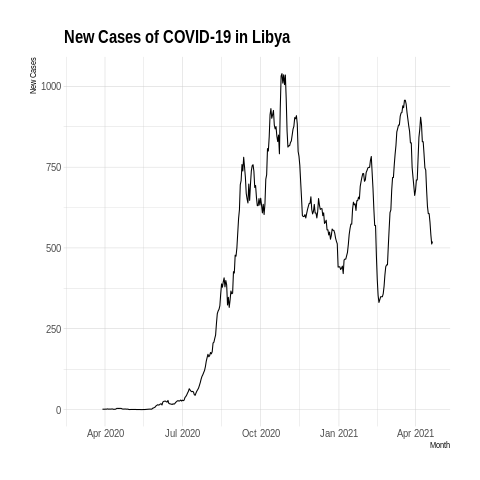 New Cases of COVID-19 in Libya
New Cases
1000
750
500
250
0
Apr 2020 Jul 2020 Oct 2020 Jan 2021 Apr 2021
Month